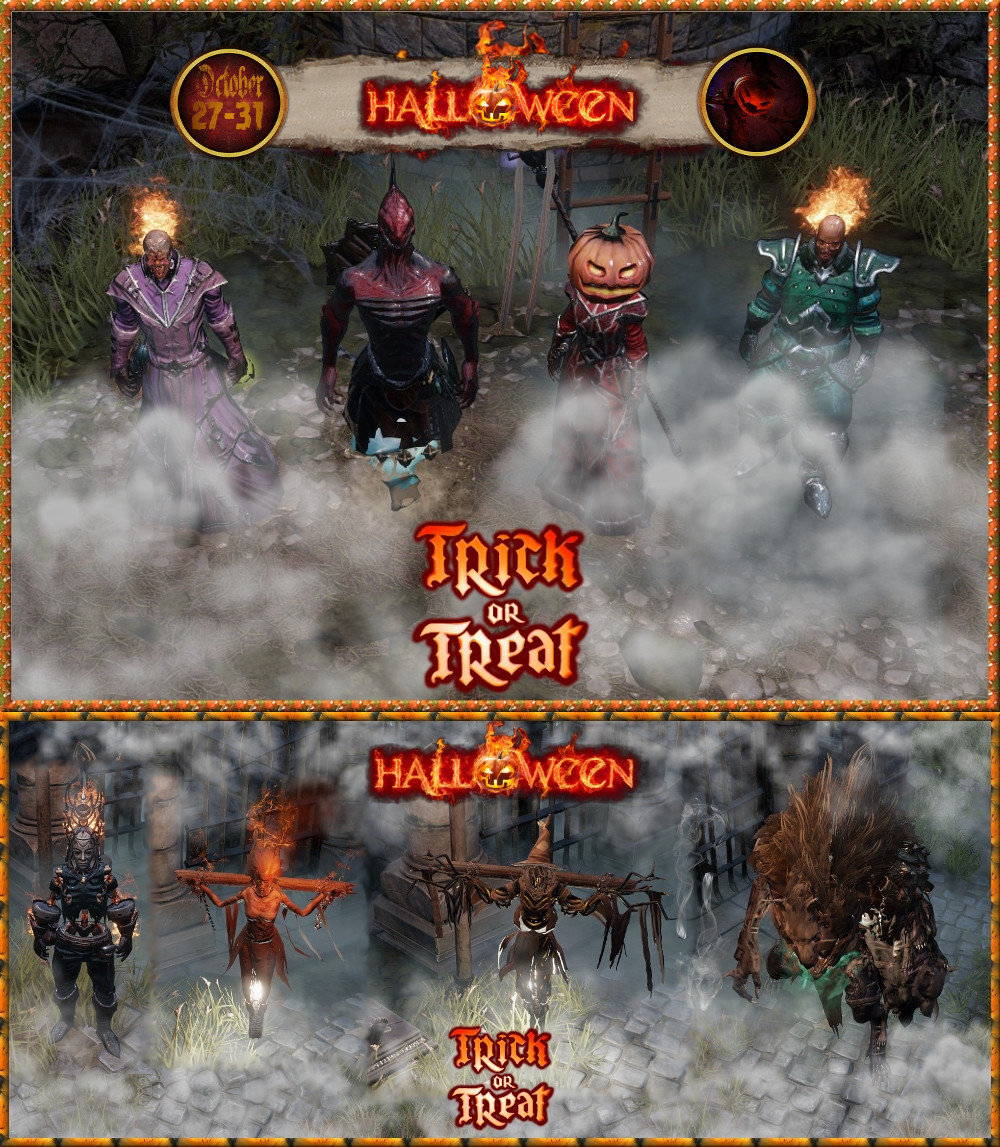 October
27-31
HALLOWEEN
Trick
or
Treat
HALLOWEEN
Trick
or
Treat